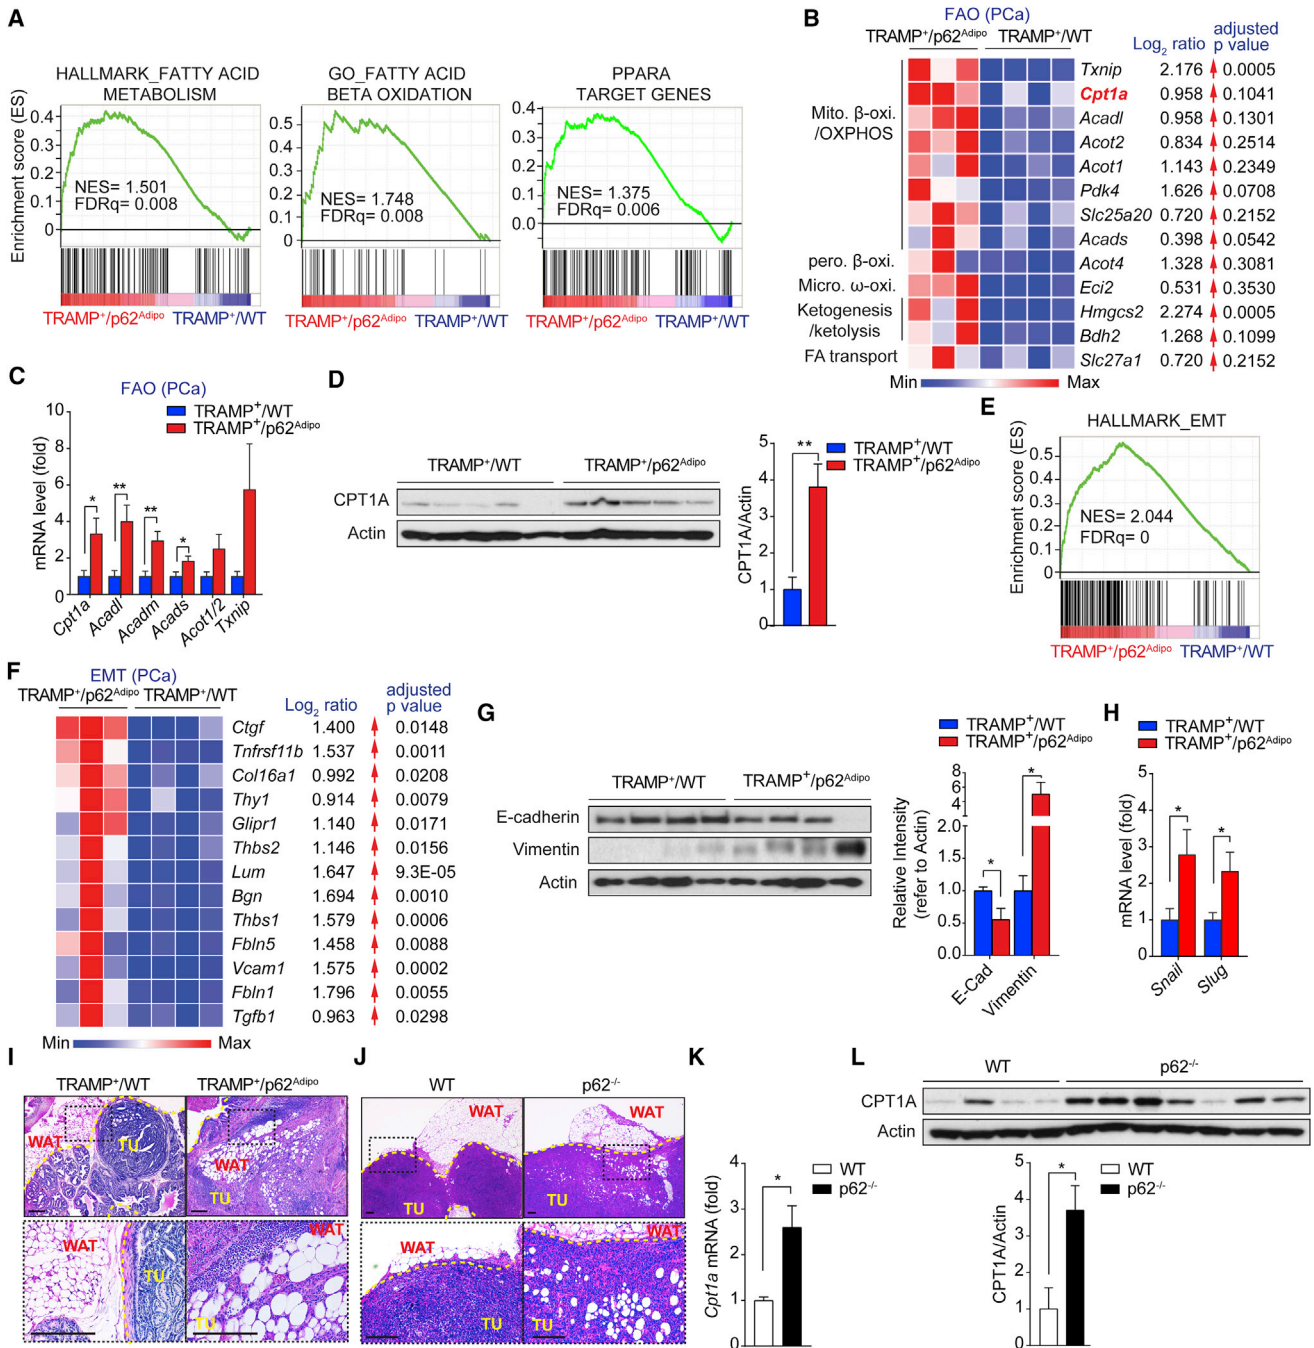 A
HALLMARK_FATTY ACID
METABOLISM
GO_FATTY ACID
BETA OXIDATION
PPARA
TARGET GENES
Enrichment score (ES)
0.4
0.3
0.2
0.1
0
NES= 1.501
FDRq= 0.008
0.5
0.4
0.3
0.2
0.1
0
NES= 1.748
FDRq= 0.008
0.4
0.3
0.2
0.1
0.0
NES= 1.375
FDRq= 0.006
TRAMP⁺/p62ᴬᵈⁱᵖᵒ TRAMP⁺/WT
TRAMP⁺/p62ᴬᵈⁱᵖᵒ TRAMP⁺/WT
TRAMP⁺/p62ᴬᵈⁱᵖᵒ TRAMP⁺/WT
B
FAO (PCa)
TRAMP⁺/p62ᴬᵈⁱᵖᵒ TRAMP⁺/WT
Log₂ ratio
adjusted
p value
Mito. β-oxi.
/OXPHOS
pero. β-oxi.
Micro. ω-oxi.
Ketogenesis
/ketolysis
FA transport
Txnip 2.176 0.0005
Cpt1a 0.958 0.1041
Acadl 0.958 0.1301
Acot2 0.834 0.2514
Acot1 1.143 0.2349
Pdk4 1.626 0.0708
Slc25a20 0.720 0.2152
Acads 0.398 0.0542
Acot4 1.328 0.3081
Eci2 0.531 0.3530
Hmgcs2 2.274 0.0005
Bdh2 1.268 0.1099
Slc27a1 0.720 0.2152
Min Max
C
FAO (PCa)
TRAMP⁺/WT
TRAMP⁺/p62ᴬᵈⁱᵖᵒ
mRNA level (fold)
10
8
6
4
2
0
* ** ** *
Cpt1a
Acadl
Acadm
Acads
Acot1/2
Txnip
D
TRAMP⁺/WT TRAMP⁺/p62ᴬᵈⁱᵖᵒ
CPT1A
Actin
TRAMP⁺/WT
TRAMP⁺/p62ᴬᵈⁱᵖᵒ
CPT1A/Actin
5
4
3
2
1
0
**
E
HALLMARK_EMT
Enrichment score (ES)
0.5
0.4
0.3
0.2
0.1
0
NES= 2.044
FDRq= 0
TRAMP⁺/p62ᴬᵈⁱᵖᵒ TRAMP⁺/WT
F
EMT (PCa)
TRAMP⁺/p62ᴬᵈⁱᵖᵒ TRAMP⁺/WT
Log₂ ratio
adjusted
p value
Ctgf 1.400 0.0148
Tnfrsf11b 1.537 0.0011
Col16a1 0.992 0.0208
Thy1 0.914 0.0079
Glipr1 1.140 0.0171
Thbs2 1.146 0.0156
Lum 1.647 9.3E-05
Bgn 1.694 0.0010
Thbs1 1.579 0.0006
Fbln5 1.458 0.0088
Vcam1 1.575 0.0002
Fbln1 1.796 0.0055
Tgfb1 0.963 0.0298
Min Max
G
TRAMP⁺/WT TRAMP⁺/p62ᴬᵈⁱᵖᵒ
E-cadherin
Vimentin
Actin
TRAMP⁺/WT
TRAMP⁺/p62ᴬᵈⁱᵖᵒ
Relative Intensity
(refer to Actin)
8
6
4
2.0
1.5
1.0
0.5
0.0
* *
E-Cad
Vimentin
H
TRAMP⁺/WT
TRAMP⁺/p62ᴬᵈⁱᵖᵒ
mRNA level (fold)
5
4
3
2
1
0
* *
Snail
Slug
I
TRAMP⁺/WT TRAMP⁺/p62ᴬᵈⁱᵖᵒ
WAT
TU
WAT
TU
WAT
TU
WAT
TU
J
WT p62⁻/⁻
WAT
TU
WAT
TU
WAT
TU
WAT
TU
K
WT
p62⁻/⁻
Cpt1a mRNA (fold)
4
3
2
1
0
*
L
WT p62⁻/⁻
CPT1A
Actin
WT
p62⁻/⁻
CPT1A/Actin
5
4
3
2
1
0
*